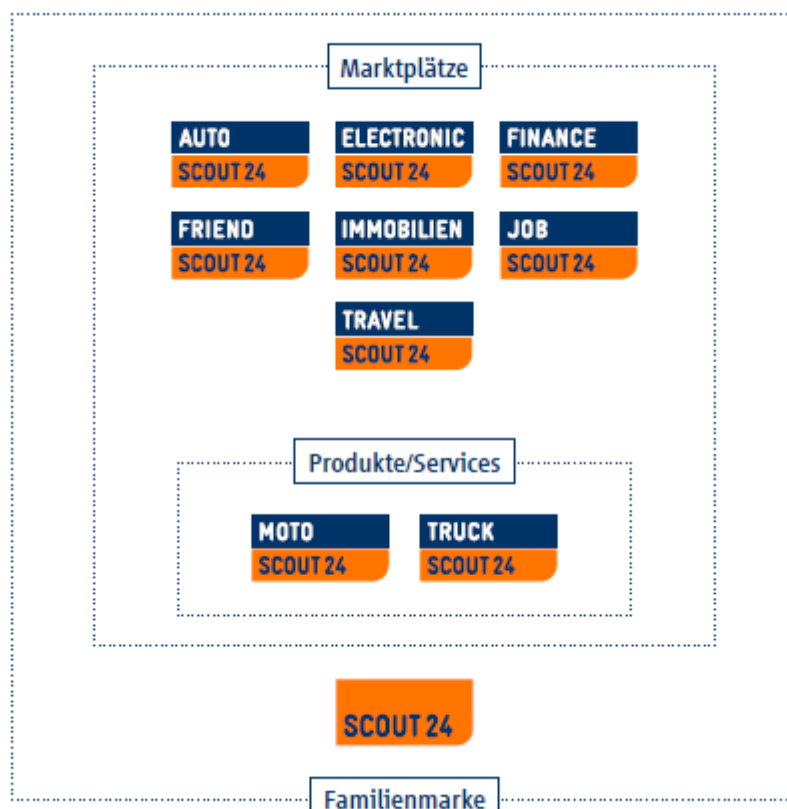 Marktplätze
AUTO
SCOUT 24
ELECTRONIC
SCOUT 24
FINANCE
SCOUT 24
FRIEND
SCOUT 24
IMMOBILIEN
SCOUT 24
JOB
SCOUT 24
TRAVEL
SCOUT 24
Produkte/Services
MOTO
SCOUT 24
TRUCK
SCOUT 24
SCOUT 24
Familienmarke